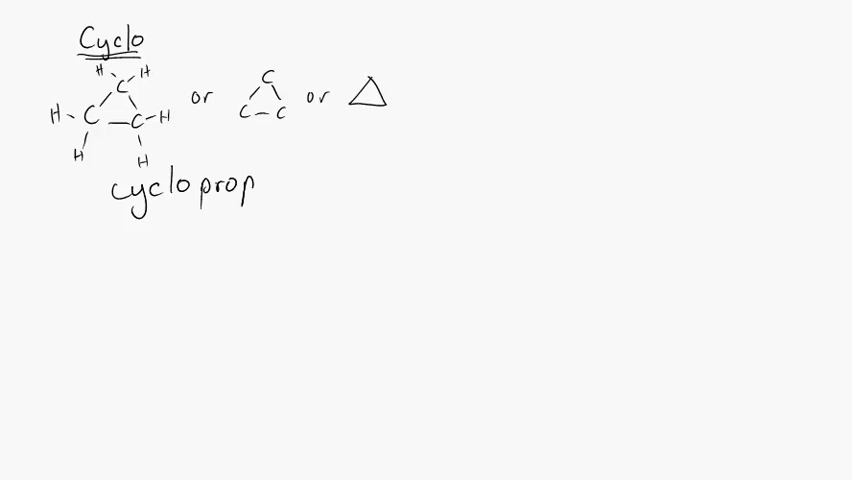 Cyclo
H H
C or C or
H C C H C C
H H
cycloprop